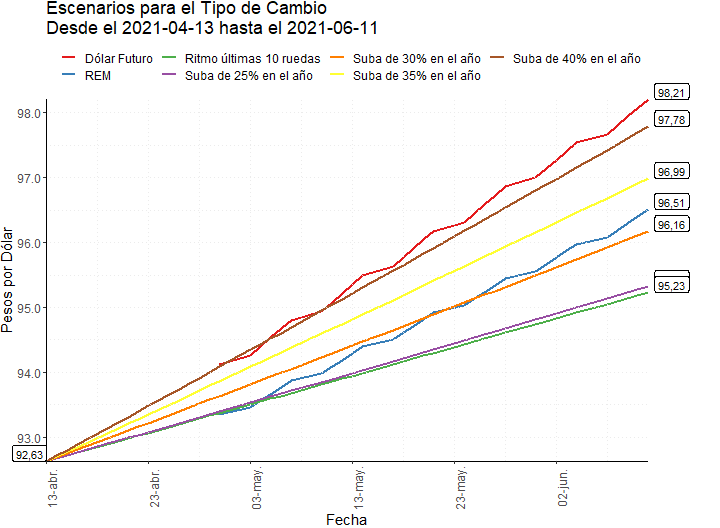 Escenarios para el Tipo de Cambio
Desde el 2021-04-13 hasta el 2021-06-11
Dólar Futuro Ritmo últimas 10 ruedas Suba de 30% en el año Suba de 40% en el año
REM Suba de 25% en el año Suba de 35% en el año
98,21
98.0
97,78
97.0
96,99
96,51
96,16
96.0
95,23
95.0
94.0
93.0
92,63
Pesos por Dólar
13-abr.
23-abr.
03-may.
13-may.
23-may.
02-jun.
Fecha